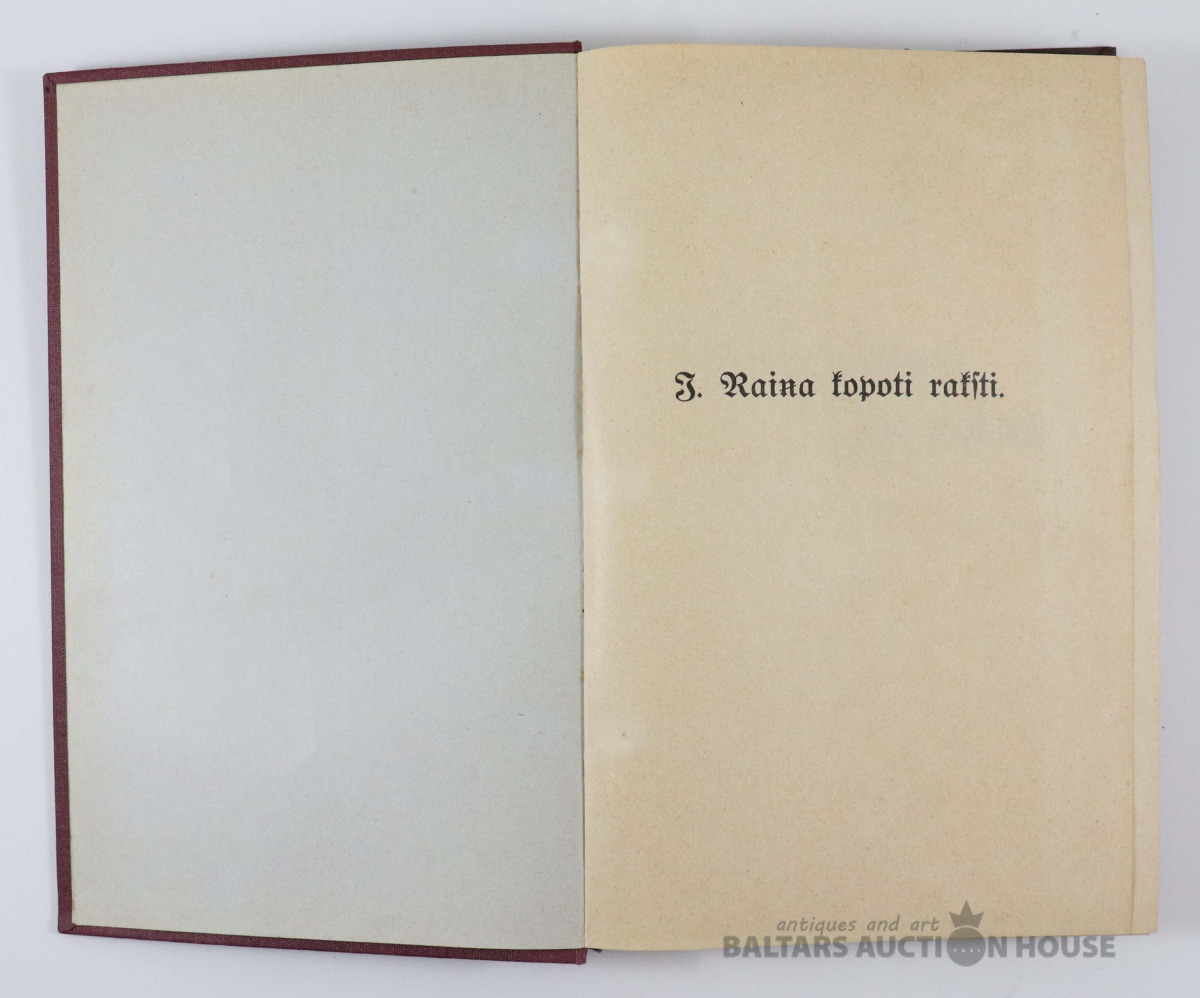 J. Raiņa kopoti rakſti.
antiques and art
BALTARS AUCTION HOUSE